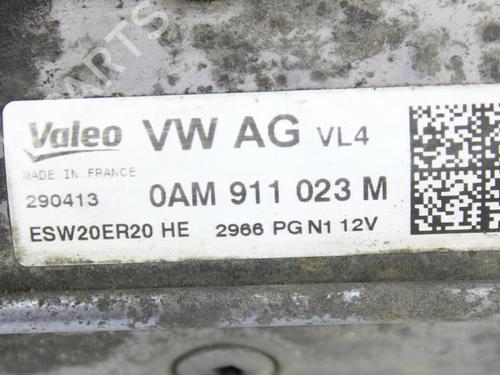 Valeo VW AG VL4
MADE IN FRANCE
290413 0AM 911 023 M
ESW20ER20 HE 2966 PG N1 12V